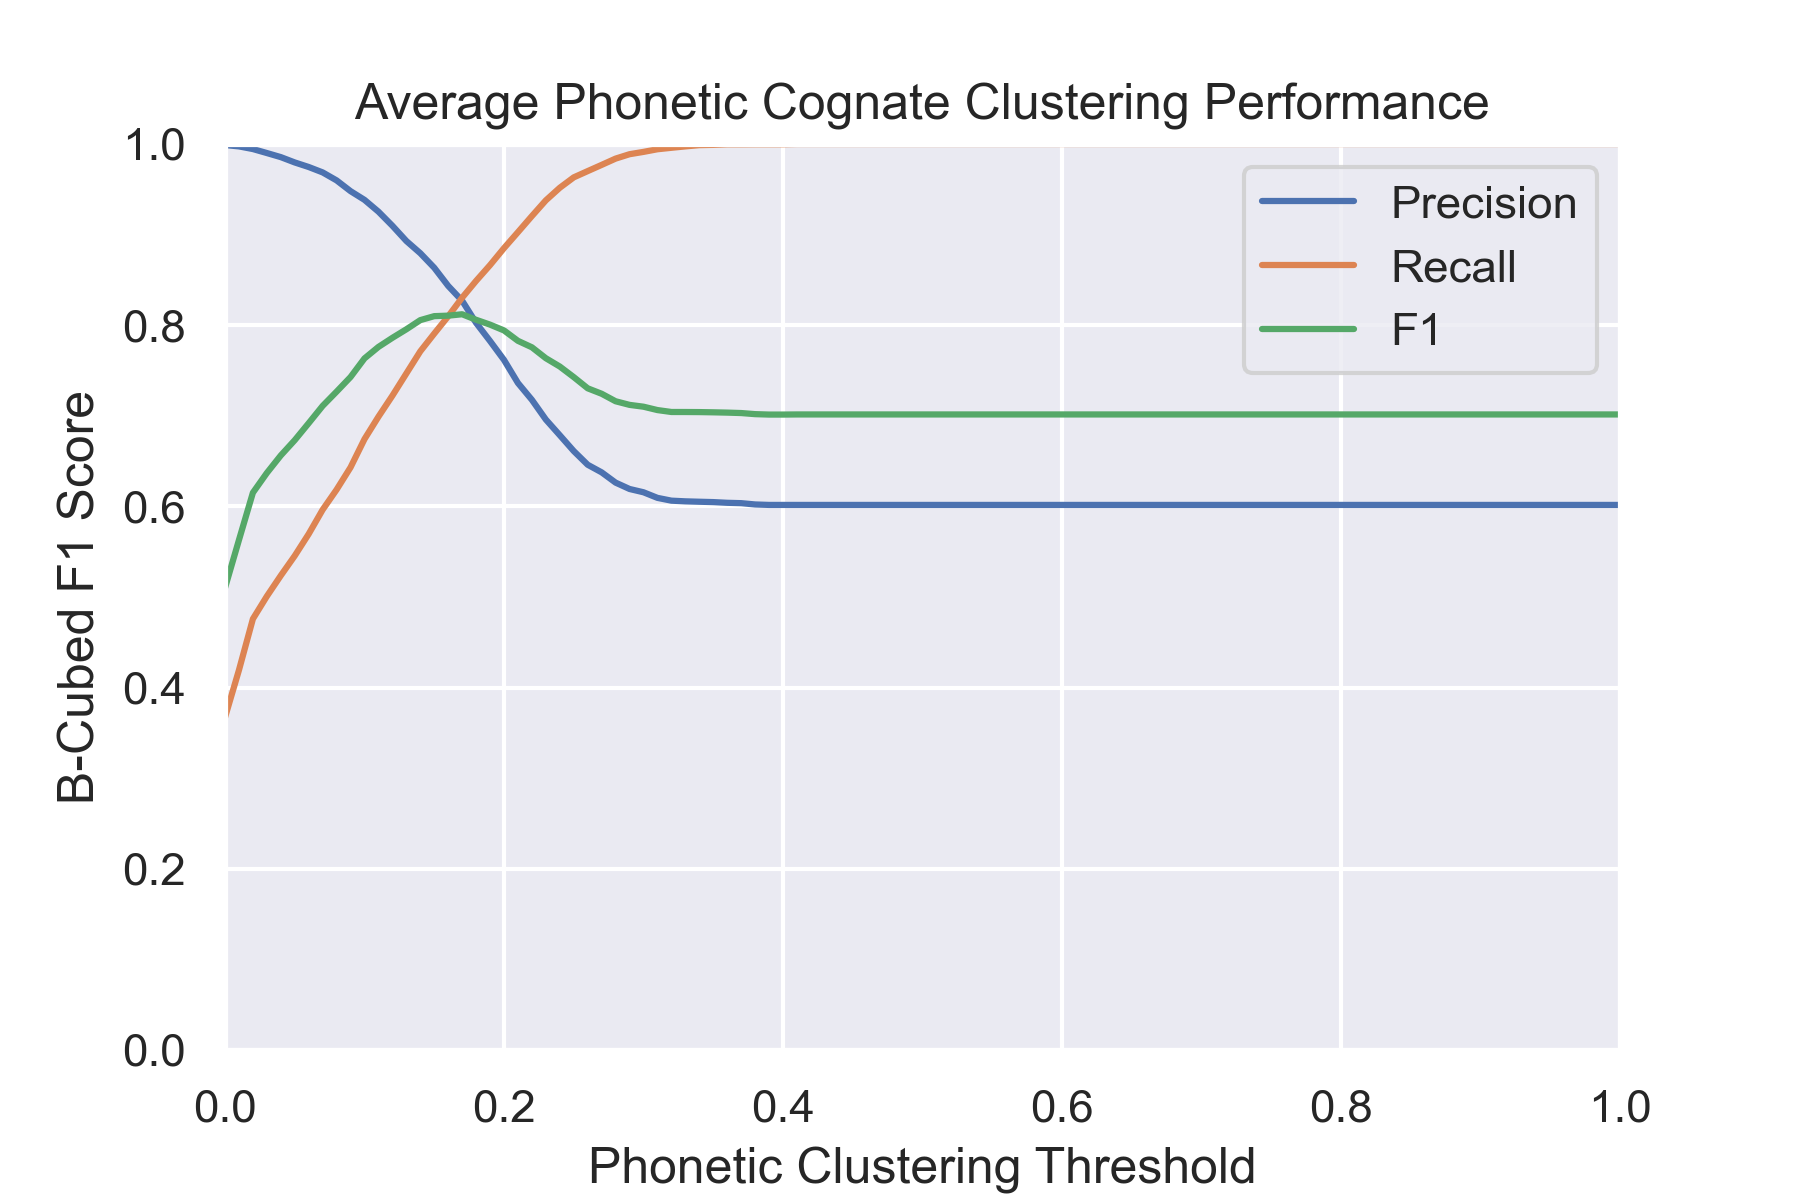 Average Phonetic Cognate Clustering Performance
1.0
0.8
0.6
0.4
0.2
0.0
B-Cubed F1 Score
Precision
Recall
F1
0.0 0.2 0.4 0.6 0.8 1.0
Phonetic Clustering Threshold